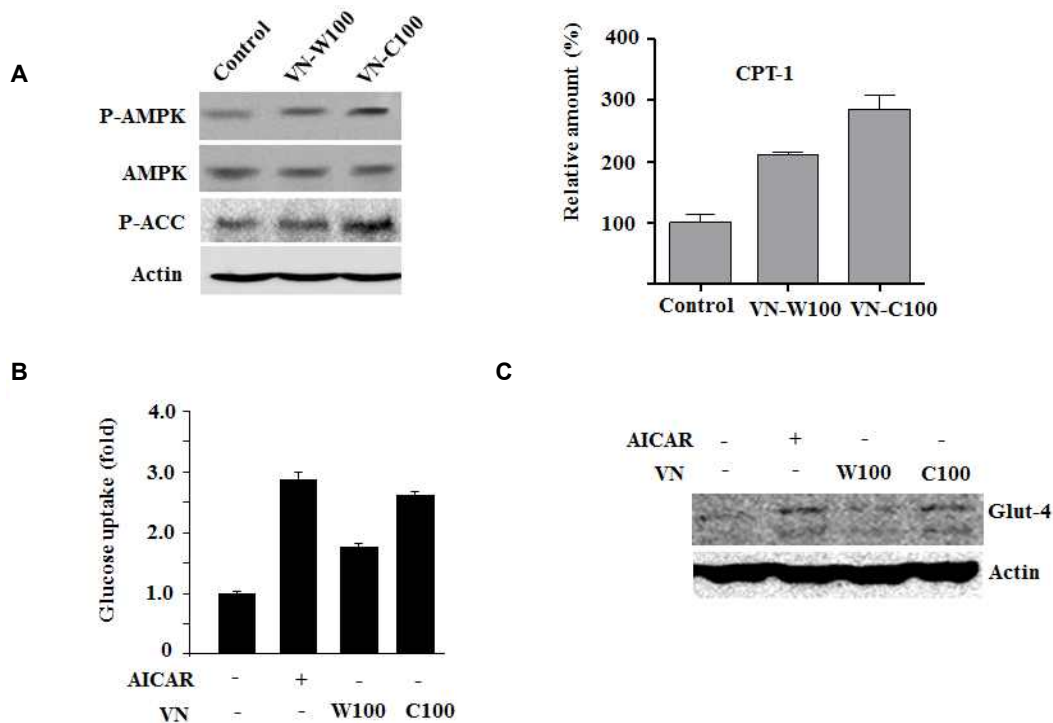 A
Control VN-W100 VN-C100
P-AMPK
AMPK
P-ACC
Actin
Relative amount (%)
400
300
200
100
CPT-1
Control VN-W100 VN-C100
B
Glucose uptake (fold)
4.0
3.0
2.0
1.0
0
AICAR - + - -
VN - - W100 C100
C
AICAR - + - -
VN - - W100 C100
Glut-4
Actin